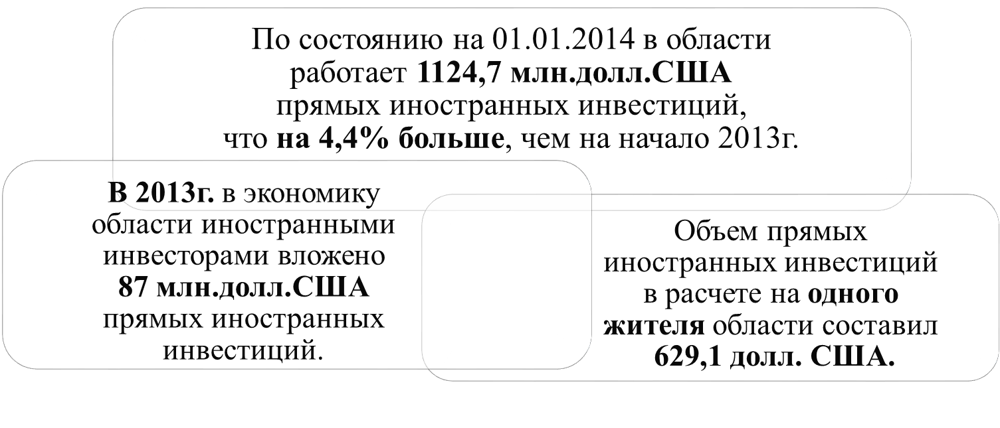 По состоянию на 01.01.2014 в области
работает 1124,7 млн.долл.США
прямых иностранных инвестиций,
что на 4,4% больше, чем на начало 2013г.
В 2013г. в экономику
области иностранными
инвесторами вложено
87 млн.долл.США
прямых иностранных
инвестиций.
Объем прямых
иностранных инвестиций
в расчете на одного
жителя области составил
629,1 долл. США.